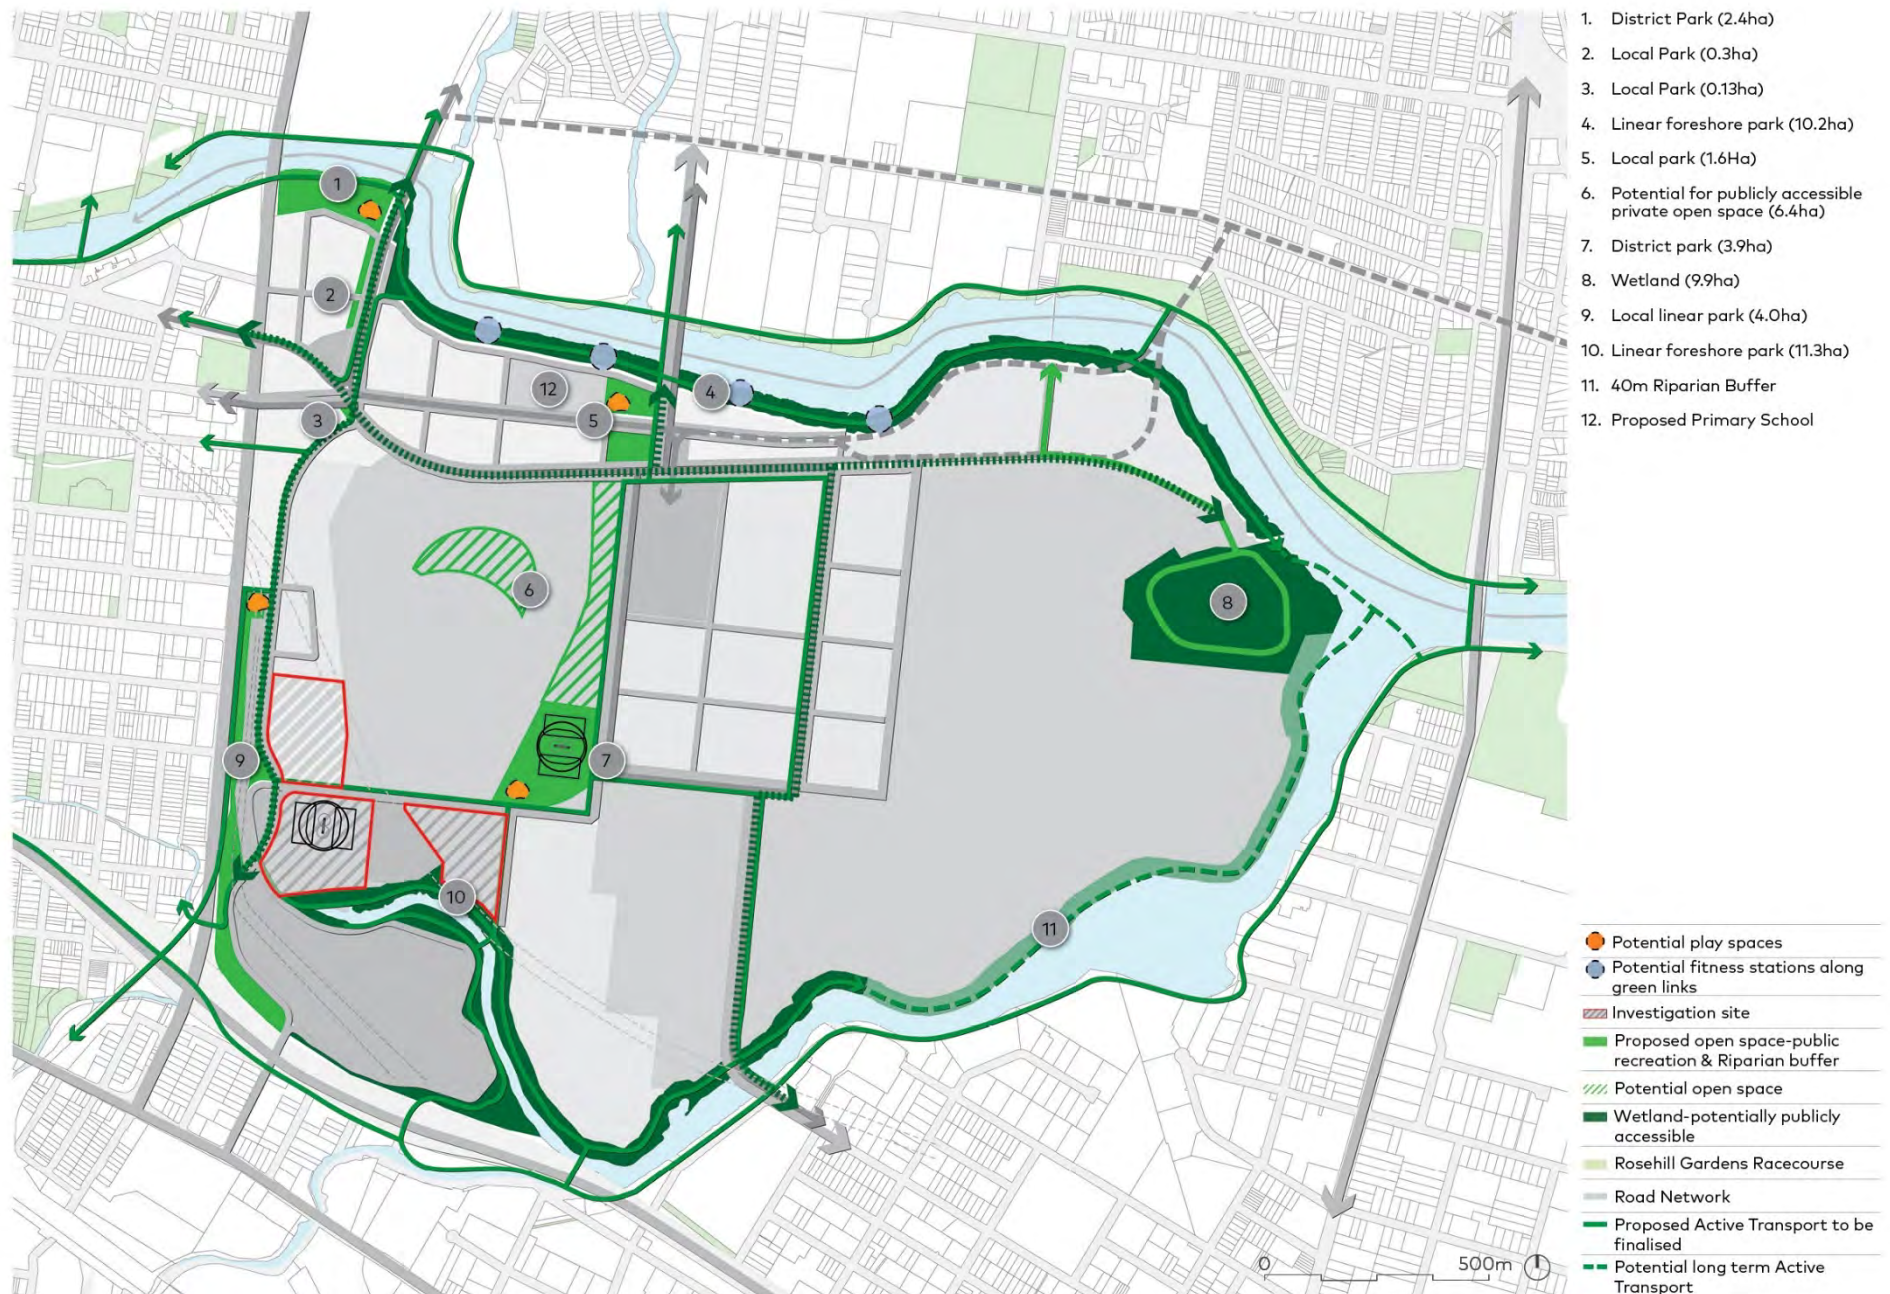 1. District Park (2.4ha)
2. Local Park (0.3ha)
3. Local Park (0.13ha)
4. Linear foreshore park (10.2ha)
5. Local park (1.6Ha)
6. Potential for publicly accessible
private open space (6.4ha)
7. District park (3.9ha)
8. Wetland (9.9ha)
9. Local linear park (4.0ha)
10. Linear foreshore park (11.3ha)
11. 40m Riparian Buffer
12. Proposed Primary School
1
2
12
4
3
5
6
8
7
9
10
11
Potential play spaces
Potential fitness stations along
green links
Investigation site
Proposed open space-public
recreation & Riparian buffer
Potential open space
Wetland-potentially publicly
accessible
Rosehill Gardens Racecourse
Road Network
Proposed Active Transport to be
finalised
Potential long term Active
Transport
0 500m